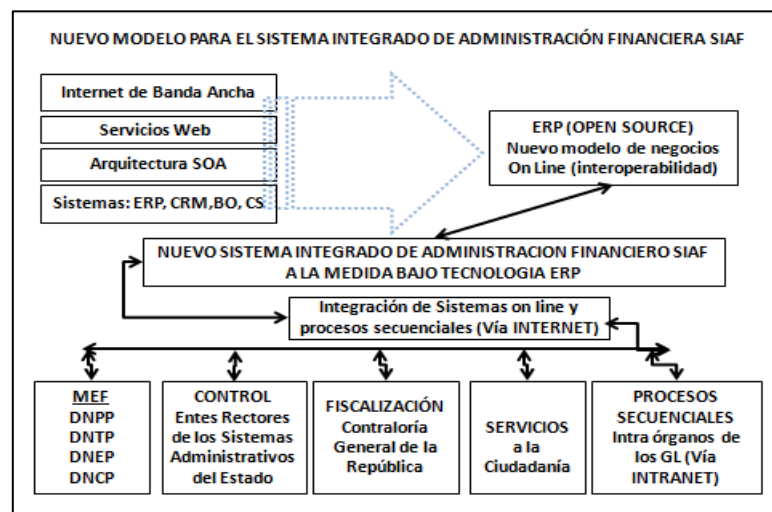 NUEVO MODELO PARA EL SISTEMA INTEGRADO DE ADMINISTRACIÓN FINANCIERA SIAF
Internet de Banda Ancha
Servicios Web
Arquitectura SOA
Sistemas: ERP, CRM,BO, CS
ERP (OPEN SOURCE)
Nuevo modelo de negocios
On Line (interoperabilidad)
NUEVO SISTEMA INTEGRADO DE ADMINISTRACION FINANCIERO SIAF
A LA MEDIDA BAJO TECNOLOGIA ERP
Integración de Sistemas on line y
procesos secuenciales (Vía INTERNET)
MEF
DNPP
DNTP
DNEP
DNCP
CONTROL
Entes Rectores
de los Sistemas
Administrativos
del Estado
FISCALIZACIÓN
Contraloría
General de la
República
SERVICIOS
a la
Ciudadanía
PROCESOS
SECUENCIALES
Intra órganos de
los GL (Vía
INTRANET)